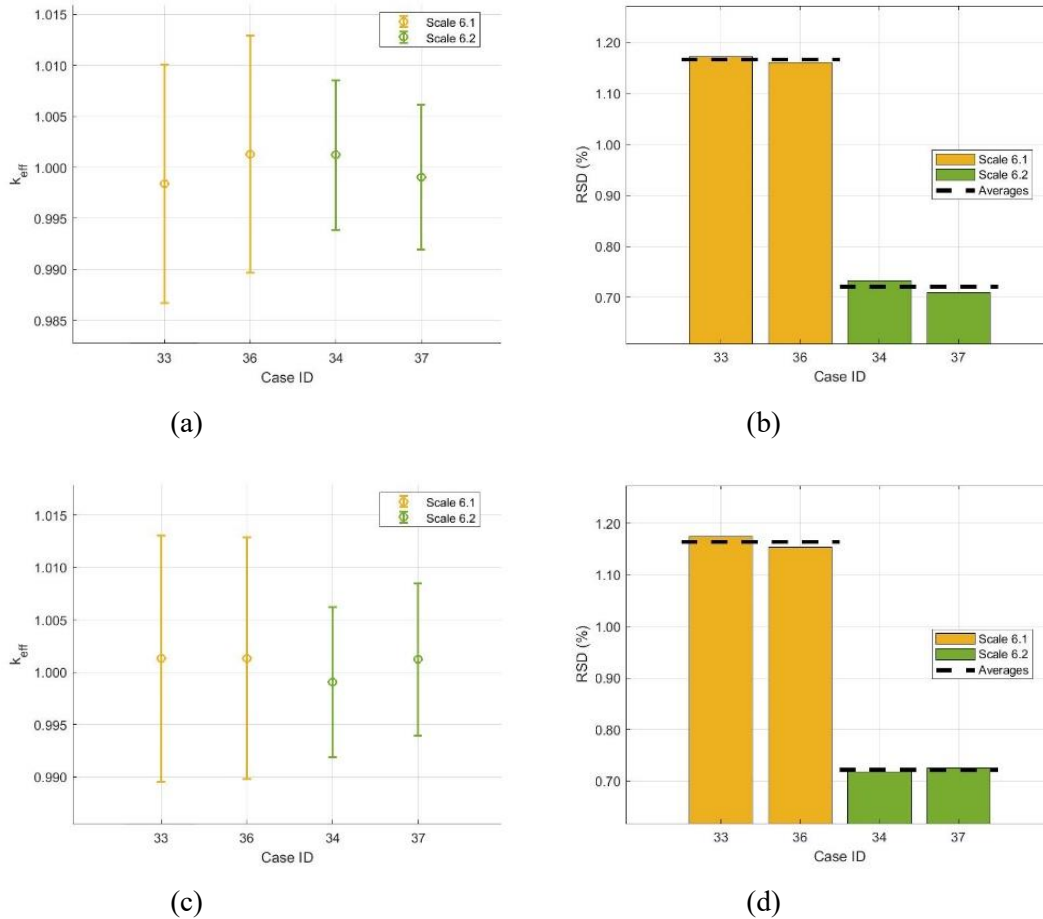 1.015
1.010
1.005
1.000
0.995
0.990
0.985
k_eff
33 36 34 37
Case ID
Scale 6.1
Scale 6.2
(a)
1.20
1.10
1.00
0.90
0.80
0.70
RSD (%)
33 36 34 37
Case ID
Scale 6.1
Scale 6.2
Averages
(b)
1.015
1.010
1.005
1.000
0.995
0.990
k_eff
33 36 34 37
Case ID
Scale 6.1
Scale 6.2
(c)
1.20
1.10
1.00
0.90
0.80
0.70
RSD (%)
33 36 34 37
Case ID
Scale 6.1
Scale 6.2
Averages
(d)